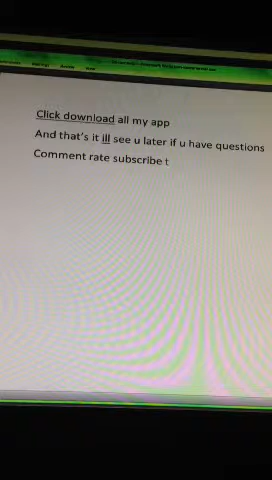 Click download all my app
And that's it ill see u later if u have questions
Comment rate subscribe t